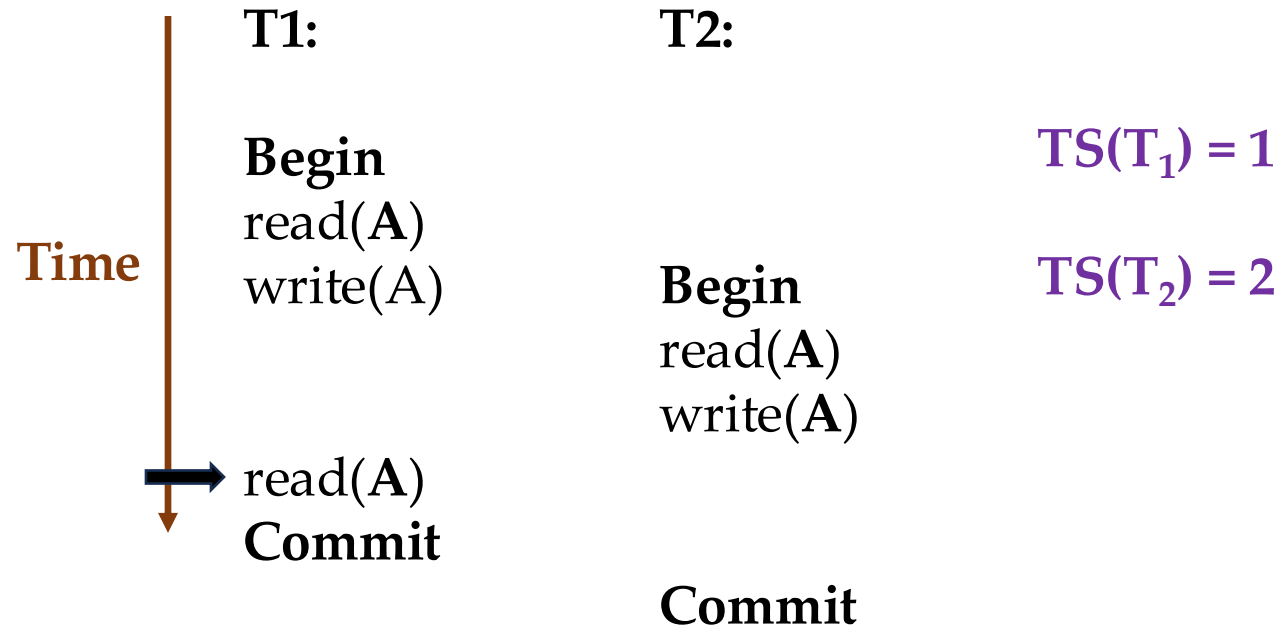 T1: T2:
Begin TS(T₁) = 1
read(A)
Time
write(A) Begin TS(T₂) = 2
read(A)
write(A)
read(A)
Commit
Commit